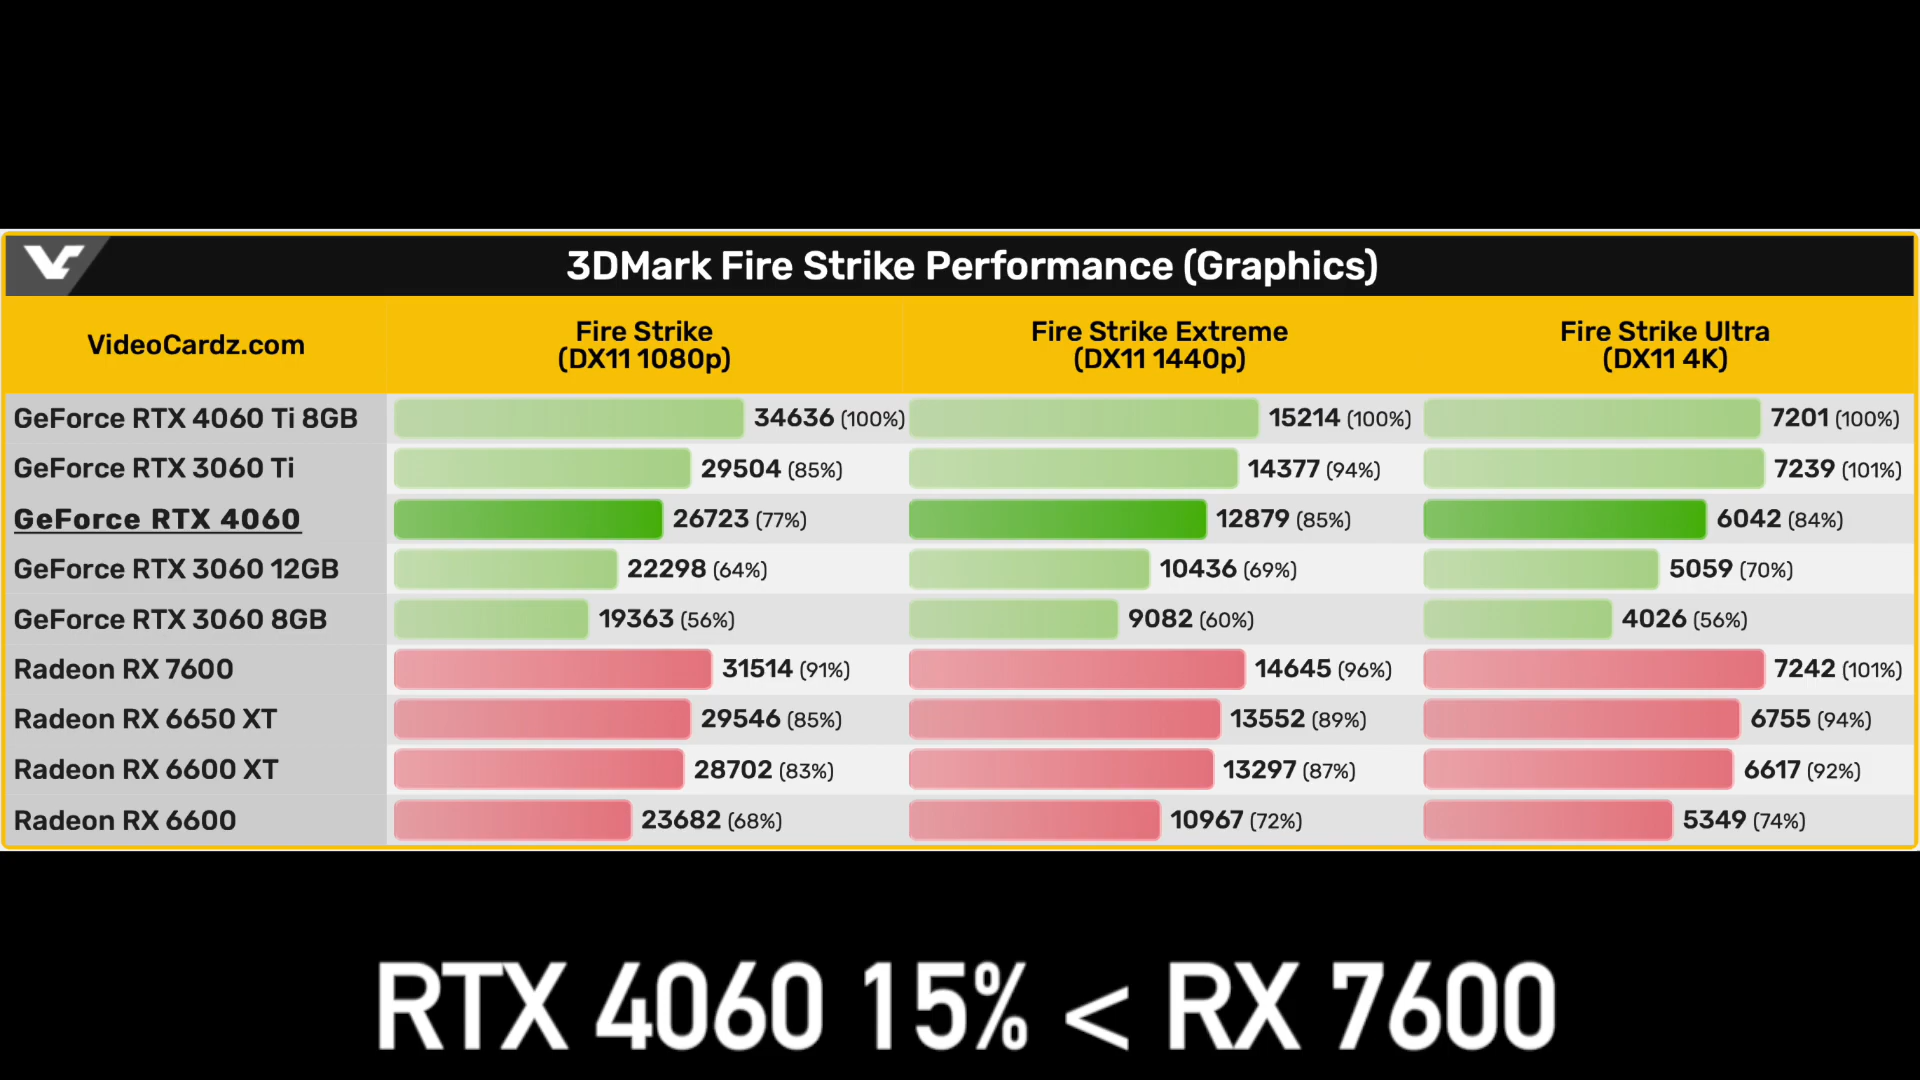 3DMark Fire Strike Performance (Graphics)
VideoCardz.com
Fire Strike
(DX11 1080p)
Fire Strike Extreme
(DX11 1440p)
Fire Strike Ultra
(DX11 4K)
GeForce RTX 4060 Ti 8GB 34636 (100%) 15214 (100%) 7201 (100%)
GeForce RTX 3060 Ti 29504 (85%) 14377 (94%) 7239 (101%)
GeForce RTX 4060 26723 (77%) 12879 (85%) 6042 (84%)
GeForce RTX 3060 12GB 22298 (64%) 10436 (69%) 5059 (70%)
GeForce RTX 3060 8GB 19363 (56%) 9082 (60%) 4026 (56%)
Radeon RX 7600 31514 (91%) 14645 (96%) 7242 (101%)
Radeon RX 6650 XT 29546 (85%) 13552 (89%) 6755 (94%)
Radeon RX 6600 XT 28702 (83%) 13297 (87%) 6617 (92%)
Radeon RX 6600 23682 (68%) 10967 (72%) 5349 (74%)
RTX 4060 15% < RX 7600